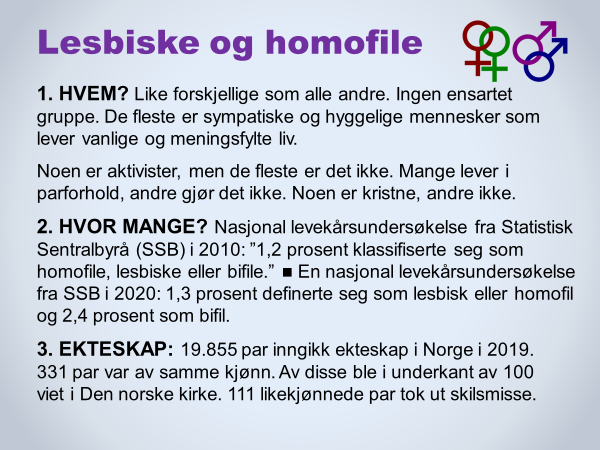 Lesbiske og homofile
1. HVEM? Like forskjellige som alle andre. Ingen ensartet
gruppe. De fleste er sympatiske og hyggelige mennesker som
lever vanlige og meningsfylte liv.
Noen er aktivister, men de fleste er det ikke. Mange lever i
parforhold, andre gjør det ikke. Noen er kristne, andre ikke.
2. HVOR MANGE? Nasjonal levekårsundersøkelse fra Statistisk
Sentralbyrå (SSB) i 2010: ”1,2 prosent klassifiserte seg som
homofile, lesbiske eller bifile.” ■ En nasjonal levekårsundersøkelse
fra SSB i 2020: 1,3 prosent definerte seg som lesbisk eller homofil
og 2,4 prosent som bifil.
3. EKTESKAP: 19.855 par inngikk ekteskap i Norge i 2019.
331 par var av samme kjønn. Av disse ble i underkant av 100
viet i Den norske kirke. 111 likekjønnede par tok ut skilsmisse.